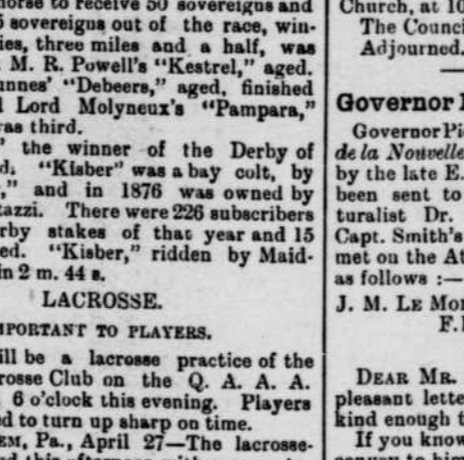 horse to receive 50 sovereigns and
sovereigns out of the race, win-
ies, three miles and a half, was
M. R. Powell's "Kestrel," aged.
unnes' "Debeers," aged, finished
Lord Molyneux's "Pampara,"
was third.
the winner of the Derby of
"Kisber" was a bay colt, by
," and in 1876 was owned by
tazzi. There were 226 subscribers
rby stakes of that year and 15
ed. "Kisber," ridden by Maid-
in 2 m. 44 s.
LACROSSE.
MPORTANT TO PLAYERS.
ill be a lacrosse practice of the
rosse Club on the Q. A. A. A.
6 o'clock this evening. Players
ed to turn up sharp on time.
EM, Pa., April 27—The lacrosse-
Church, at 10
The Counci
Adjourned.
Governor
Governor Pi
de la Nouvelle
by the late E.
been sent to
turalist Dr.
Capt. Smith's
met on the At
as follows :—
J. M. LE MO
F.
DEAR MR.
pleasant lette
kind enough t
If you know